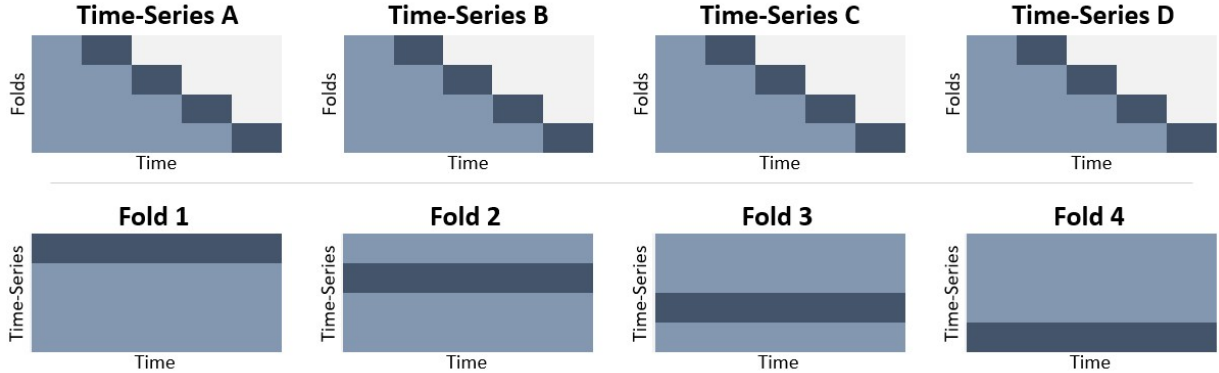 Time-Series A
Time-Series B
Time-Series C
Time-Series D
Folds
Folds
Folds
Folds
Time
Time
Time
Time
Fold 1
Fold 2
Fold 3
Fold 4
Time-Series
Time-Series
Time-Series
Time-Series
Time
Time
Time
Time